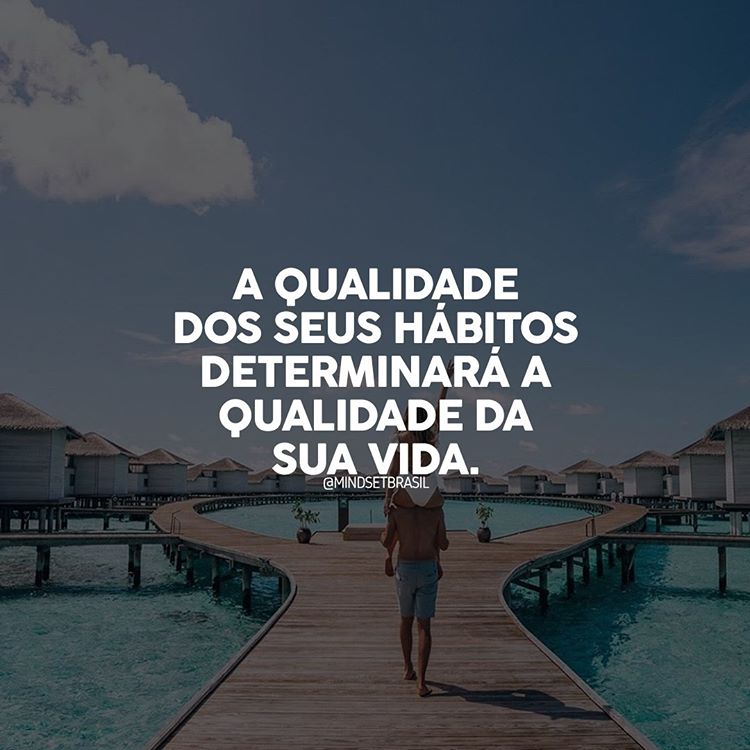 A QUALIDADE
DOS SEUS HÁBITOS
DETERMINARÁ A
QUALIDADE DA
SUA VIDA.
@MINDSETBRASIL